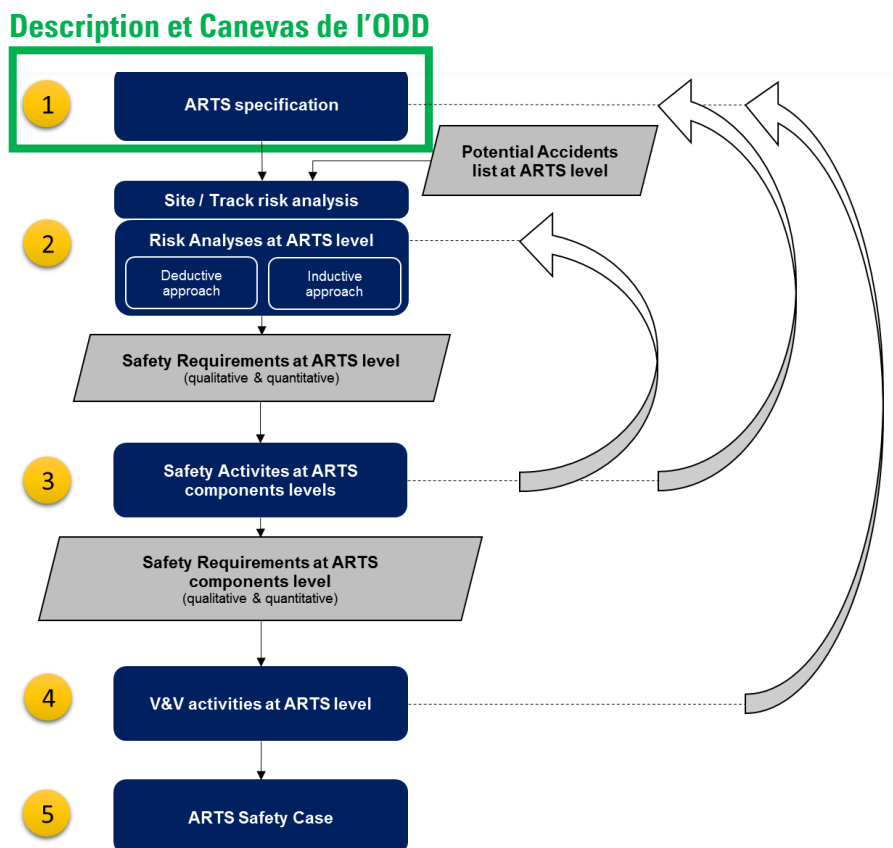 Description et Canevas de l'ODD
1
ARTS specification
Potential Accidents
list at ARTS level
Site / Track risk analysis
2
Risk Analyses at ARTS level
Deductive
approach
Inductive
approach
Safety Requirements at ARTS level
(qualitative & quantitative)
3
Safety Activites at ARTS
components levels
Safety Requirements at ARTS
components level
(qualitative & quantitative)
4
V&V activities at ARTS level
5
ARTS Safety Case